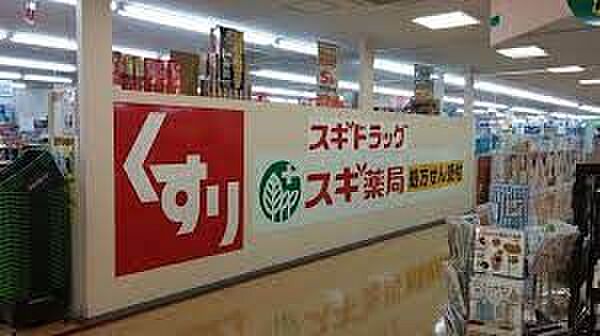 くすり
スギドラッグ
スギ薬局 処方せん受付